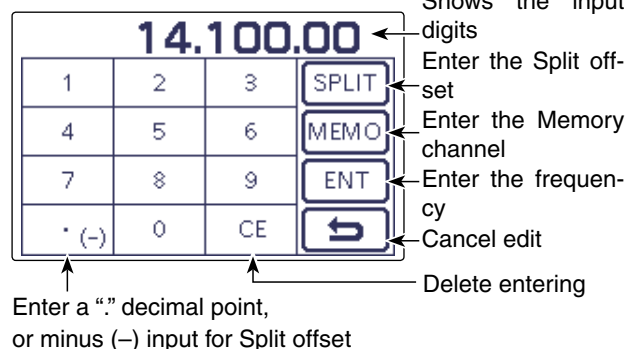 Shows the input
digits
14.100.00
Enter the Split off-
set
1 2 3 SPLIT
Enter the Memory
channel
4 5 6 MEMO
Enter the frequen-
cy
7 8 9 ENT
Cancel edit
· (–) 0 CE
Delete entering
Enter a “.” decimal point,
or minus (–) input for Split offset